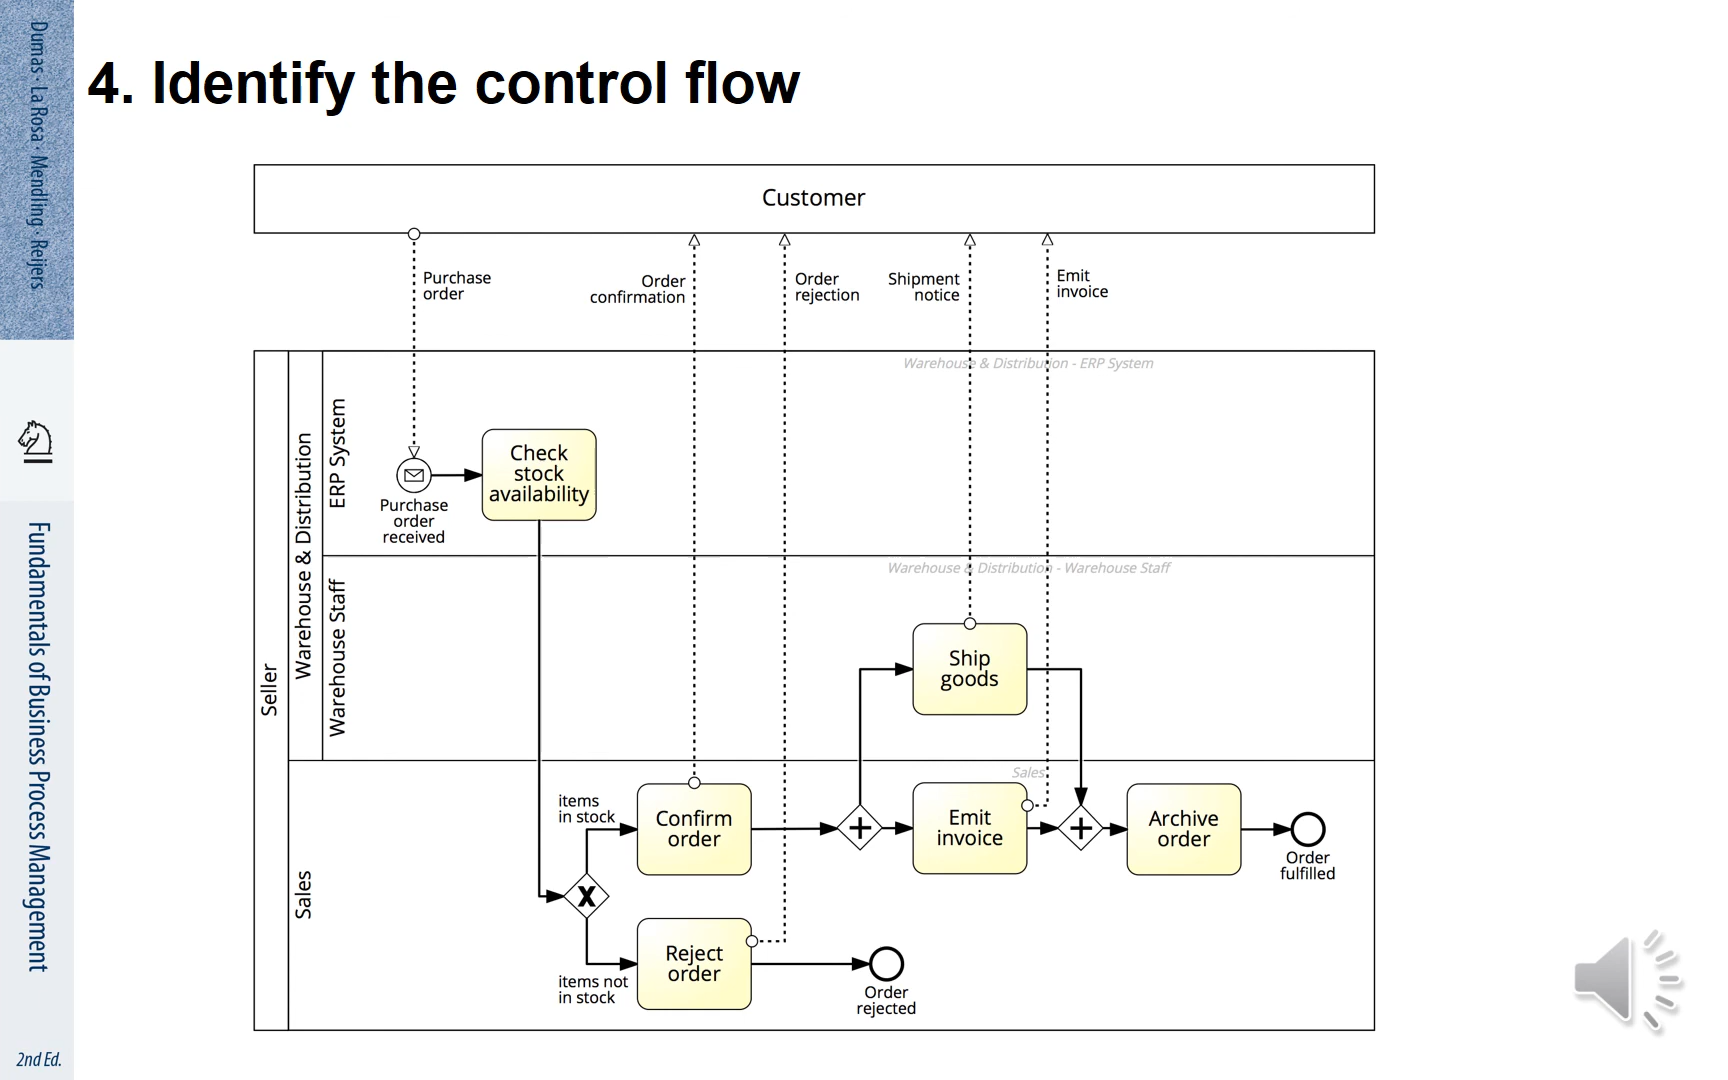 Dumas · La Rosa · Mendling · Reijers
Fundamentals of Business Process Management
2nd Ed.
4. Identify the control flow
Customer
Purchase
order
Order
confirmation
Order
rejection
Shipment
notice
Emit
invoice
Seller
Warehouse & Distribution
ERP System
Warehouse & Distribution - ERP System
Check
stock
availability
Purchase
order
received
Warehouse Staff
Warehouse & Distribution - Warehouse Staff
Ship
goods
Sales
Sales
items
in stock
Confirm
order
+
Emit
invoice
+
Archive
order
Order
fulfilled
X
items not
in stock
Reject
order
Order
rejected